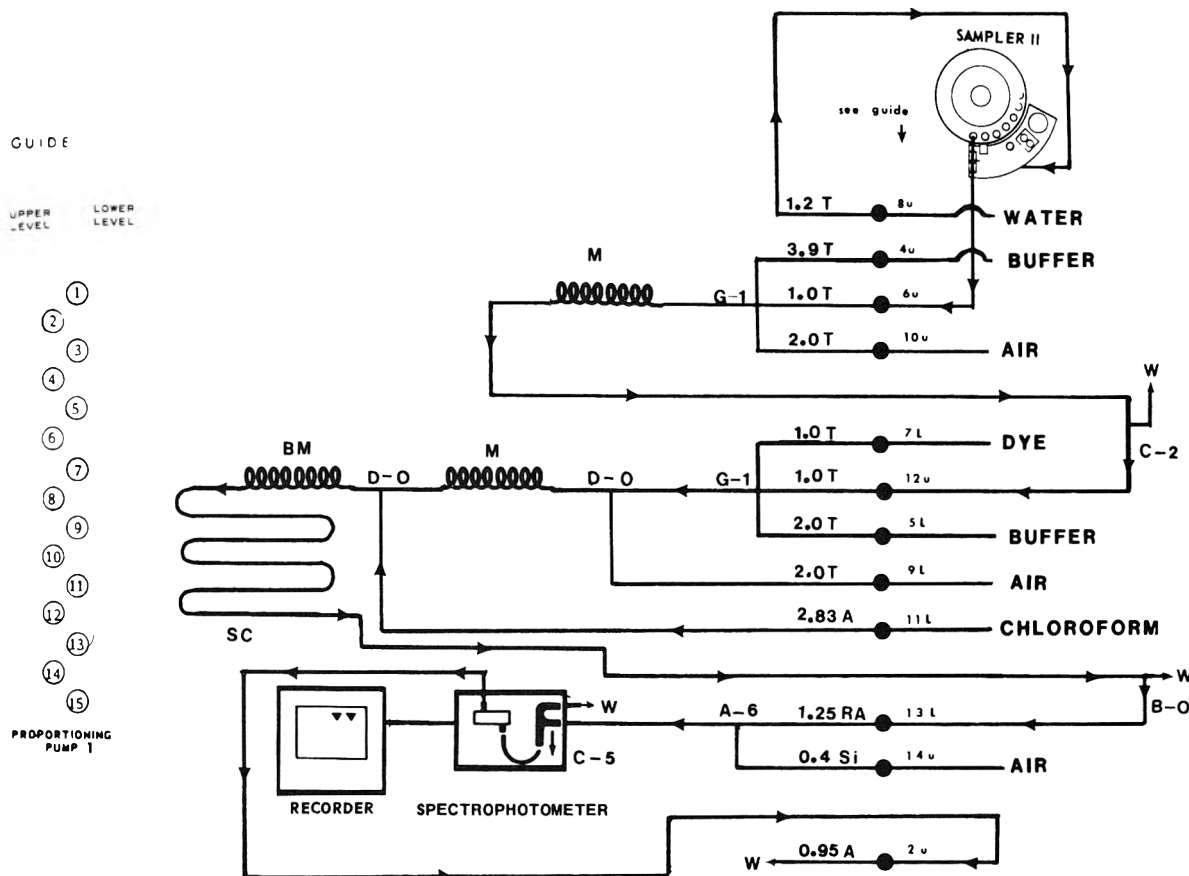 SAMPLER II
see guide
GUIDE
UPPER LEVEL
LOWER LEVEL
1.2 T 8u WATER
M
3.9 T 4u BUFFER
G-1 1.0 T 6u
2.0 T 10u AIR
1
2
3
4
5
6
7
8
9
10
11
12
13
14
15
PROPORTIONING
PUMP 1
W
1.0 T 7L DYE
C-2
BM
M
D-O
D-O
G-1
1.0 T 12u
2.0 T 5L BUFFER
2.0T 9L AIR
2.83 A 11L CHLOROFORM
SC
W
B-O
W
A-6
1.25 RA 13L
C-5
0.4 Si 14u AIR
RECORDER
SPECTROPHOTOMETER
W 0.95 A 2u